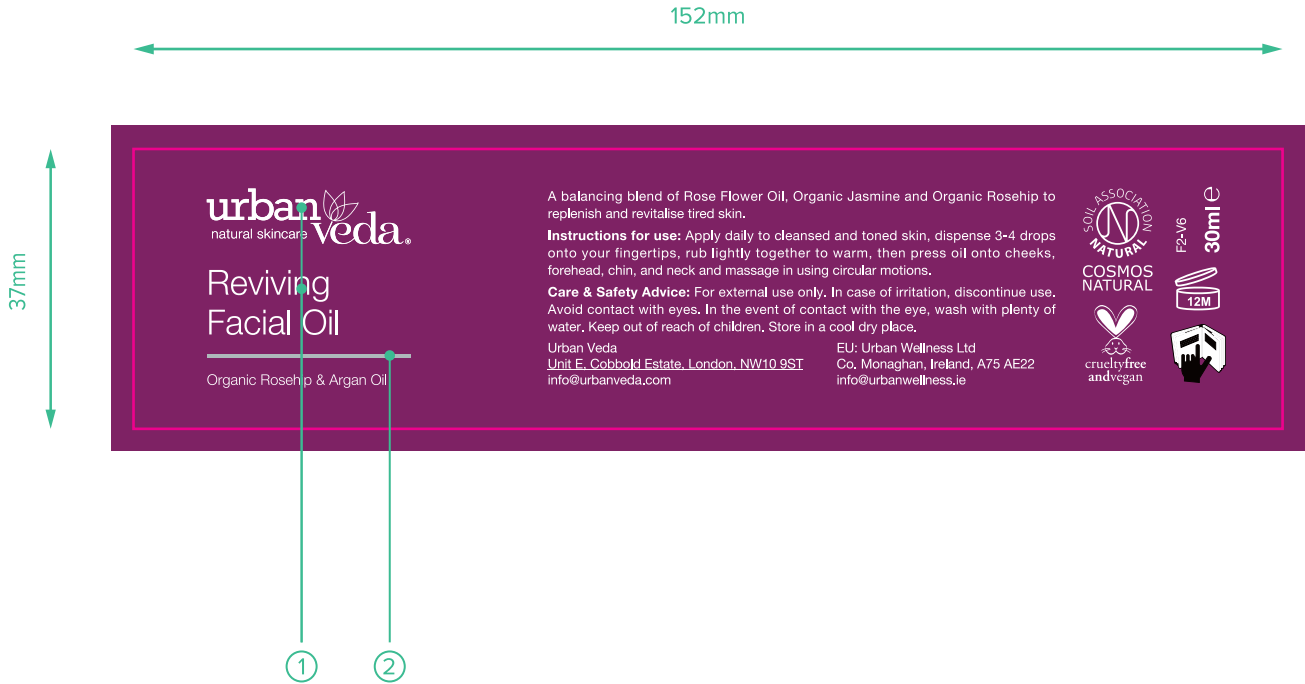 152mm
37mm
urban
natural skincare veda®
Reviving
Facial Oil
Organic Rosehip & Argan Oil
A balancing blend of Rose Flower Oil, Organic Jasmine and Organic Rosehip to
replenish and revitalise tired skin.
Instructions for use: Apply daily to cleansed and toned skin, dispense 3-4 drops
onto your fingertips, rub lightly together to warm, then press oil onto cheeks,
forehead, chin, and neck and massage in using circular motions.
Care & Safety Advice: For external use only. In case of irritation, discontinue use.
Avoid contact with eyes. In the event of contact with the eye, wash with plenty of
water. Keep out of reach of children. Store in a cool dry place.
Urban Veda
Unit E, Cobbold Estate, London, NW10 9ST
info@urbanveda.com
EU: Urban Wellness Ltd
Co. Monaghan, Ireland, A75 AE22
info@urbanwellness.ie
SOIL ASSOCIATION
NATURAL
COSMOS
NATURAL
crueltyfree
andvegan
F2-V6
30ml e
12M
1
2